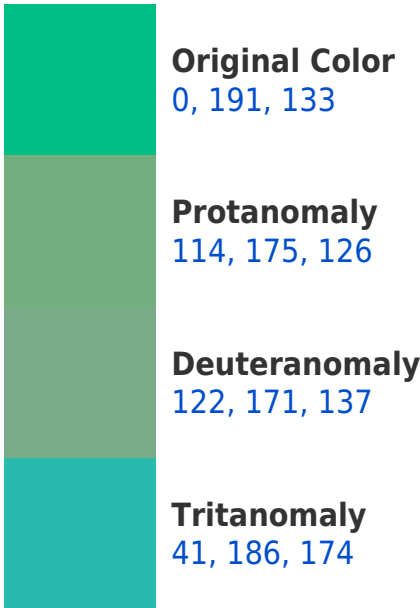 Original Color
0, 191, 133
Protanomaly
114, 175, 126
Deuteranomaly
122, 171, 137
Tritanomaly
41, 186, 174